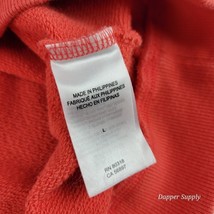 MADE IN PHILIPPINES
FABRIQUÉ AUX PHILIPPINES
HECHO EN FILIPINAS
L
Dapper Supply